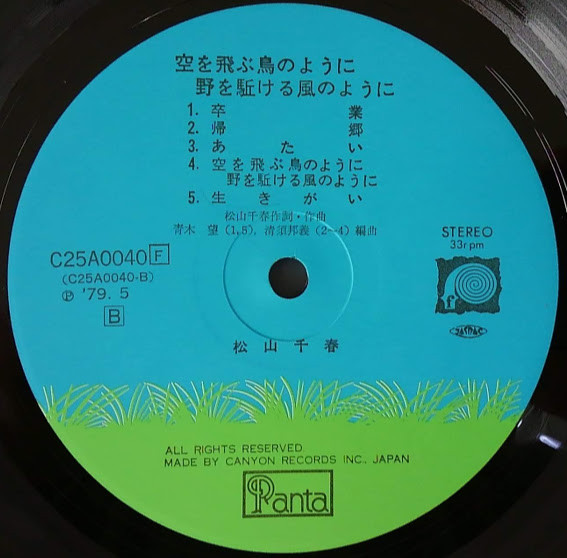 空を飛ぶ鳥のように
野を駈ける風のように
1. 卒業
2. 帰郷
3. あたい
4. 空を飛ぶ鳥のように
野を駈ける風のように
5. 生きがい
松山千春作詞・作曲
青木 望(1,5), 清須邦義(2〜4)編曲
C25A0040 F
(C25A0040-B)
Ⓟ '79. 5
B
STEREO
33rpm
f
松山千春
ALL RIGHTS RESERVED
MADE BY CANYON RECORDS INC. JAPAN
Panta